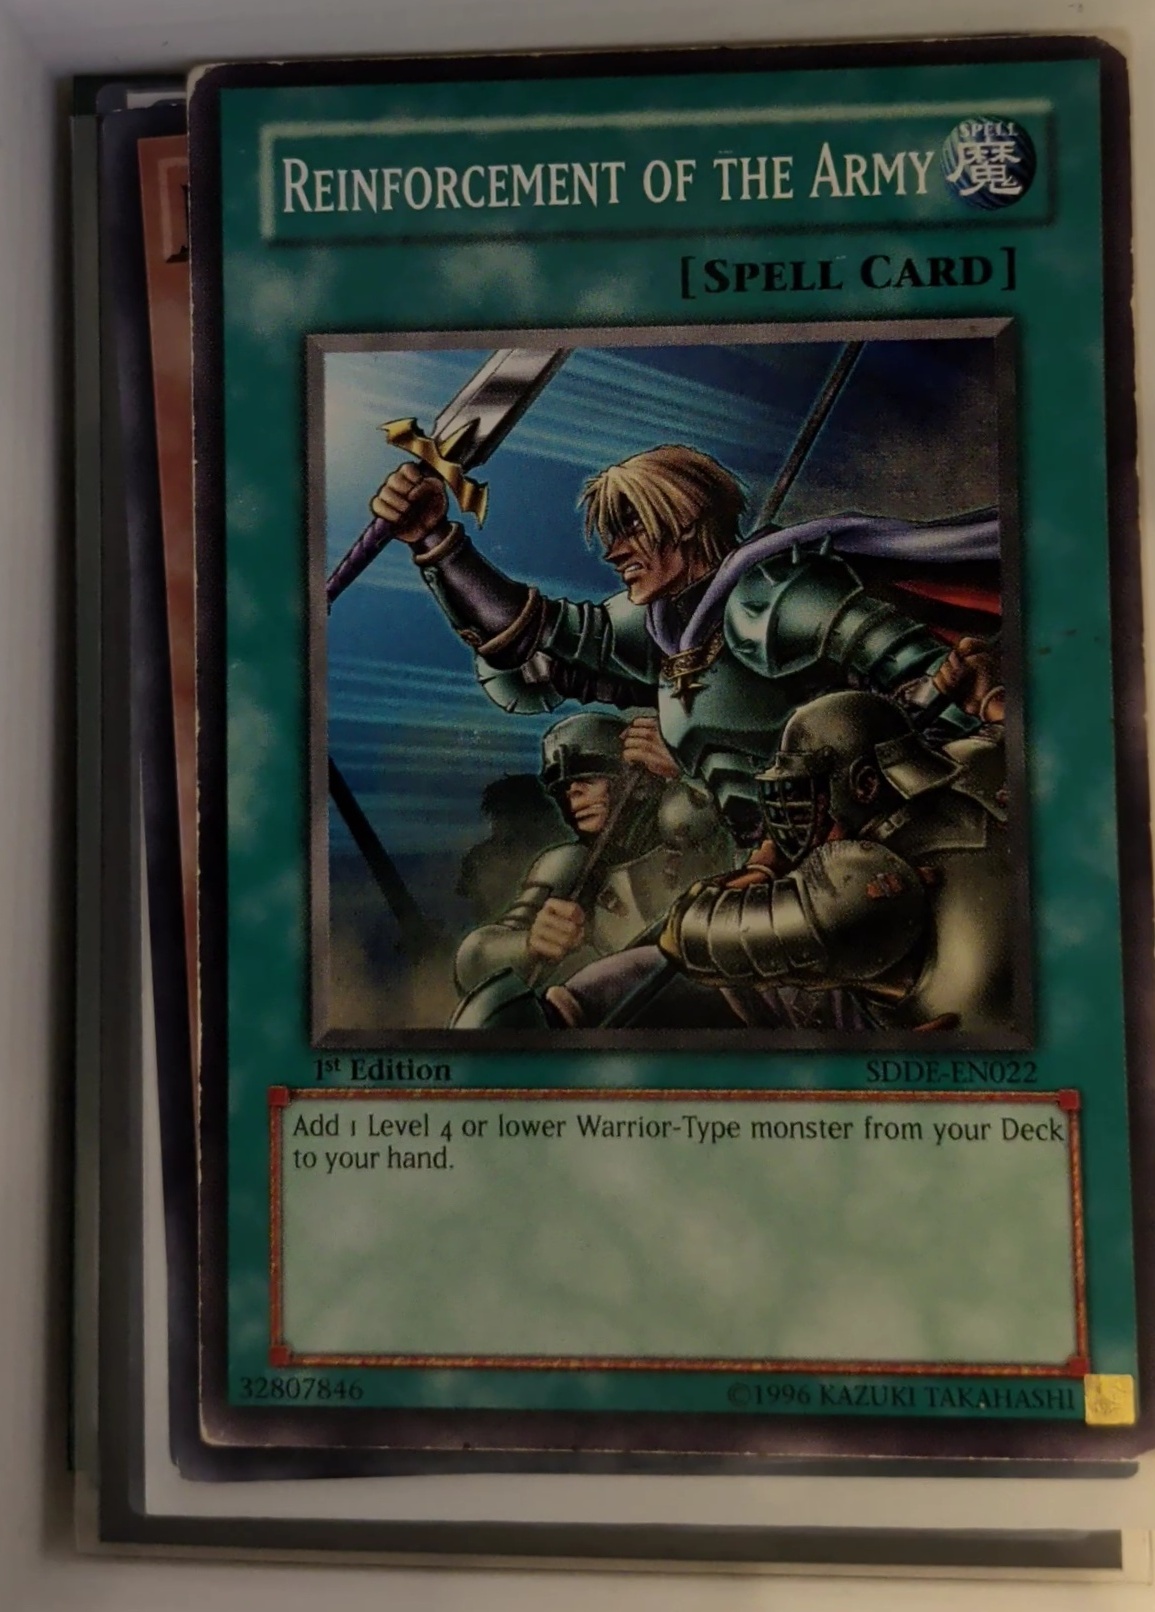 REINFORCEMENT OF THE ARMY
SPELL
魔
[SPELL CARD]
1st Edition
SDDE-EN022
Add 1 Level 4 or lower Warrior-Type monster from your Deck
to your hand.
32807846
©1996 KAZUKI TAKAHASHI